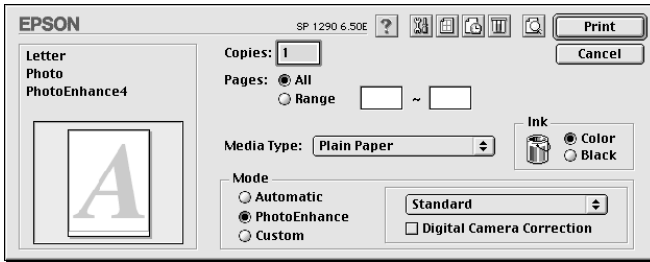 EPSON
SP 1290 6.50E
?
Print
Cancel
Letter
Photo
PhotoEnhance4
A
Copies: 1
Pages: All
Range ~
Media Type: Plain Paper
Ink
Color
Black
Mode
Automatic
PhotoEnhance
Custom
Standard
Digital Camera Correction